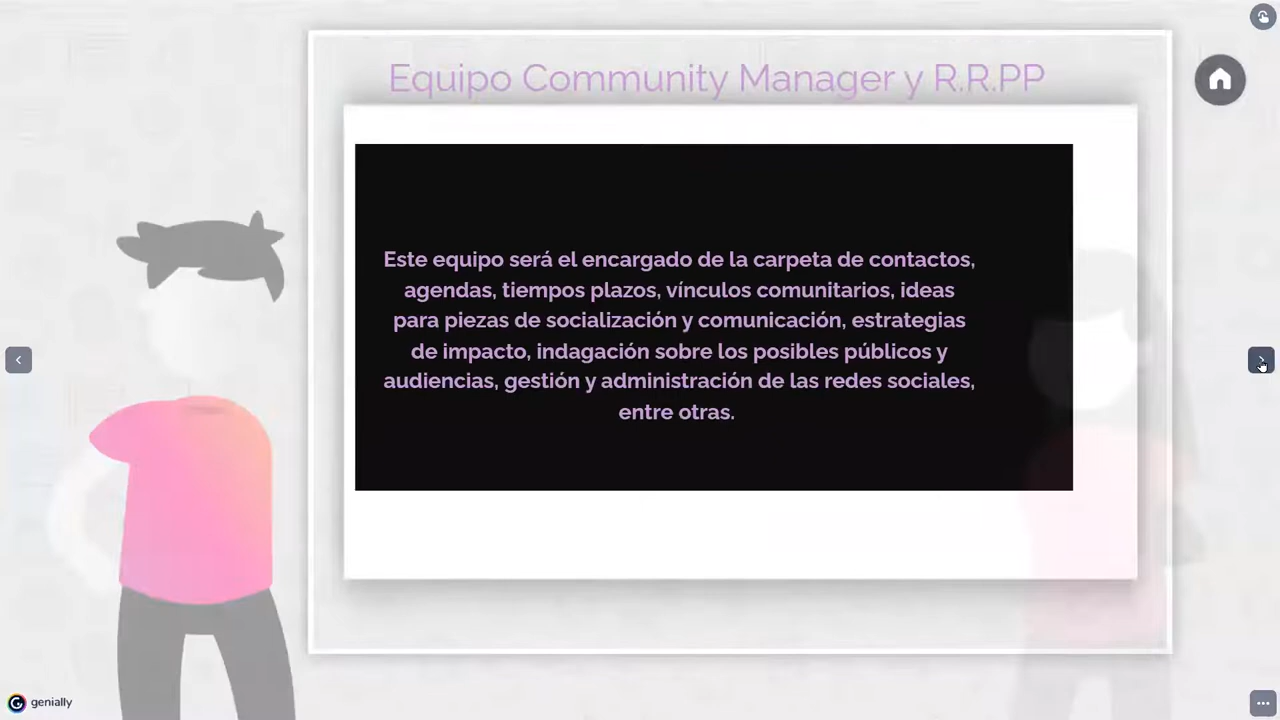 Equipo Community Manager y R.R.PP
Este equipo será el encargado de la carpeta de contactos,
agendas, tiempos plazos, vínculos comunitarios, ideas
para piezas de socialización y comunicación, estrategias
de impacto, indagación sobre los posibles públicos y
audiencias, gestión y administración de las redes sociales,
entre otras.
genially